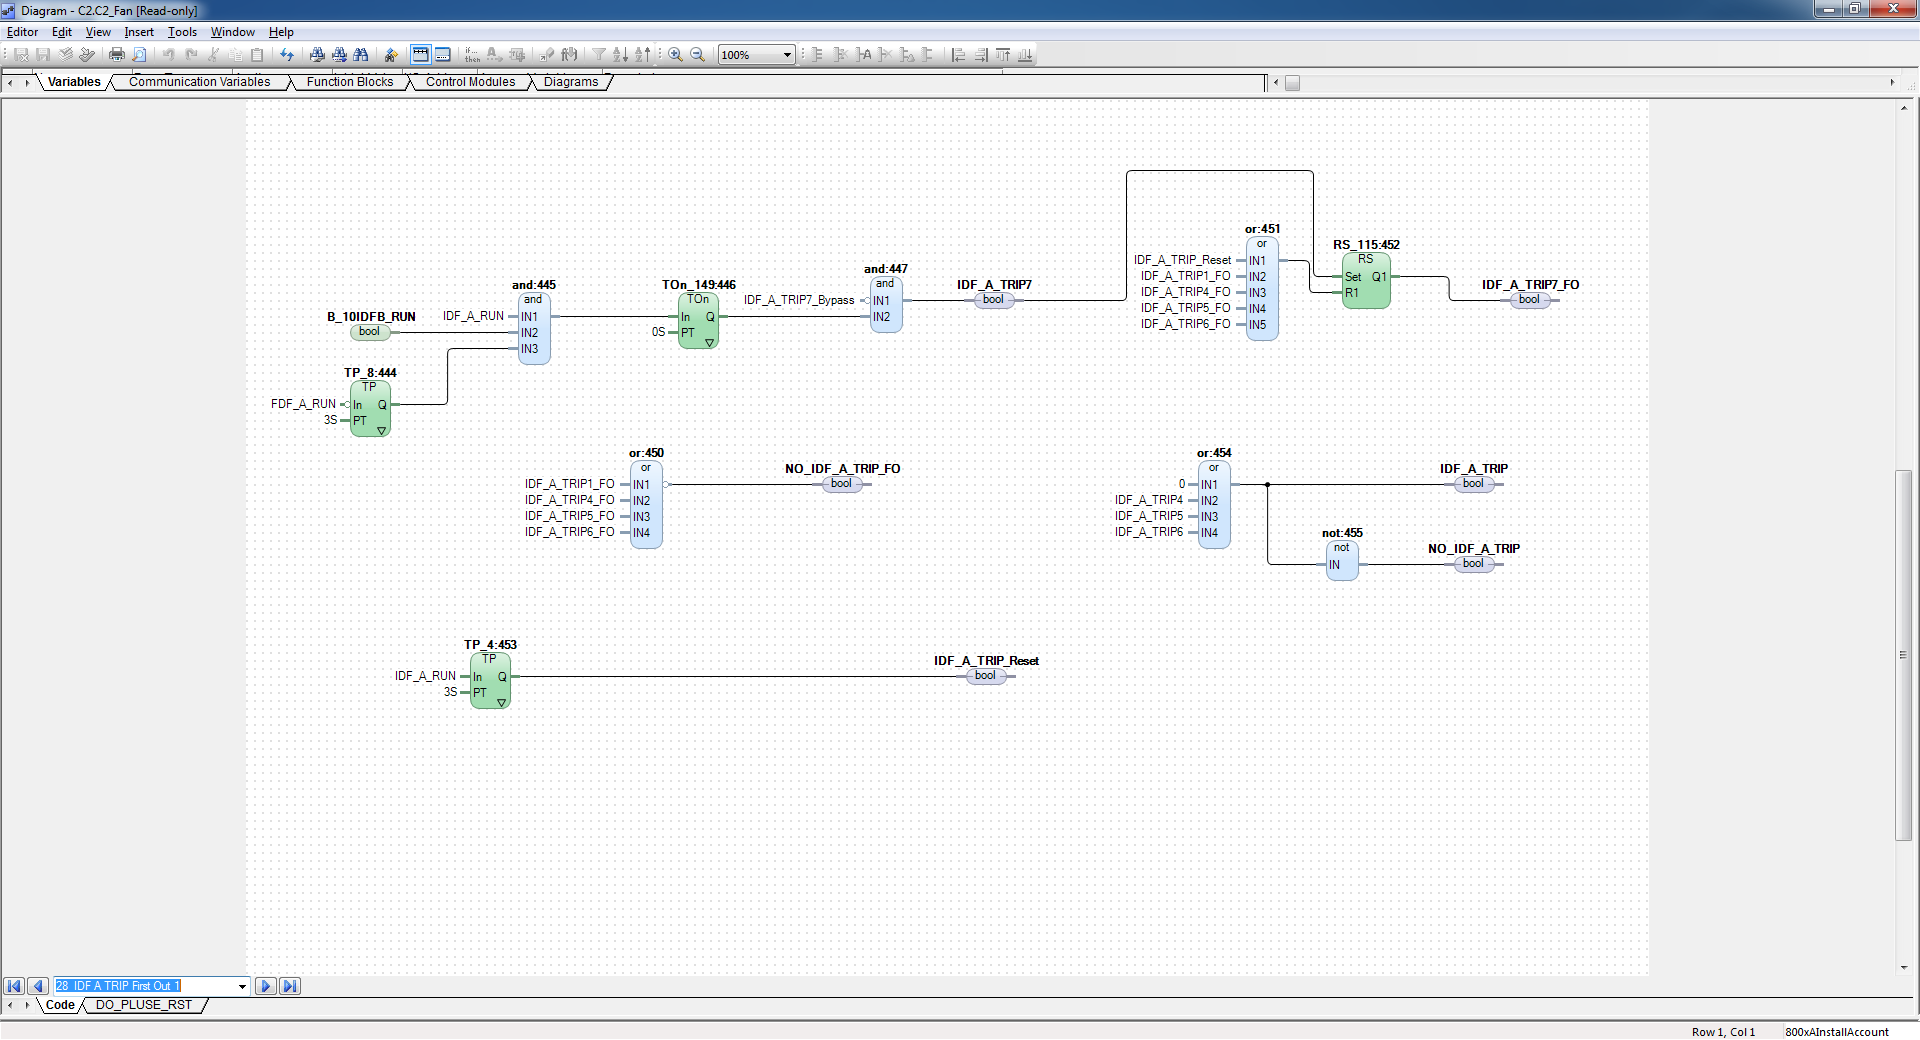 Diagram - C2.C2_Fan [Read-only]
Editor Edit View Insert Tools Window Help
if...
then
100%
Variables Communication Variables Function Blocks Control Modules Diagrams
or:451
or
IDF_A_TRIP_Reset IN1
IDF_A_TRIP1_FO IN2
IDF_A_TRIP4_FO IN3
IDF_A_TRIP5_FO IN4
IDF_A_TRIP6_FO IN5
RS_115:452
RS
Set Q1
R1
IDF_A_TRIP7_FO
bool
and:447
and
IDF_A_TRIP7_Bypass IN1
IN2
IDF_A_TRIP7
bool
and:445
and
IDF_A_RUN IN1
IN2
IN3
TOn_149:446
TOn
In Q
0S PT
B_10IDFB_RUN
bool
TP_8:444
TP
FDF_A_RUN In Q
3S PT
or:450
or
IDF_A_TRIP1_FO IN1
IDF_A_TRIP4_FO IN2
IDF_A_TRIP5_FO IN3
IDF_A_TRIP6_FO IN4
NO_IDF_A_TRIP_FO
bool
or:454
or
0 IN1
IDF_A_TRIP4 IN2
IDF_A_TRIP5 IN3
IDF_A_TRIP6 IN4
IDF_A_TRIP
bool
not:455
not
IN
NO_IDF_A_TRIP
bool
TP_4:453
TP
IDF_A_RUN In Q
3S PT
IDF_A_TRIP_Reset
bool
28 IDF A TRIP First Out 1
Code DO_PLUSE_RST
Row 1, Col 1 800xAInstallAccount